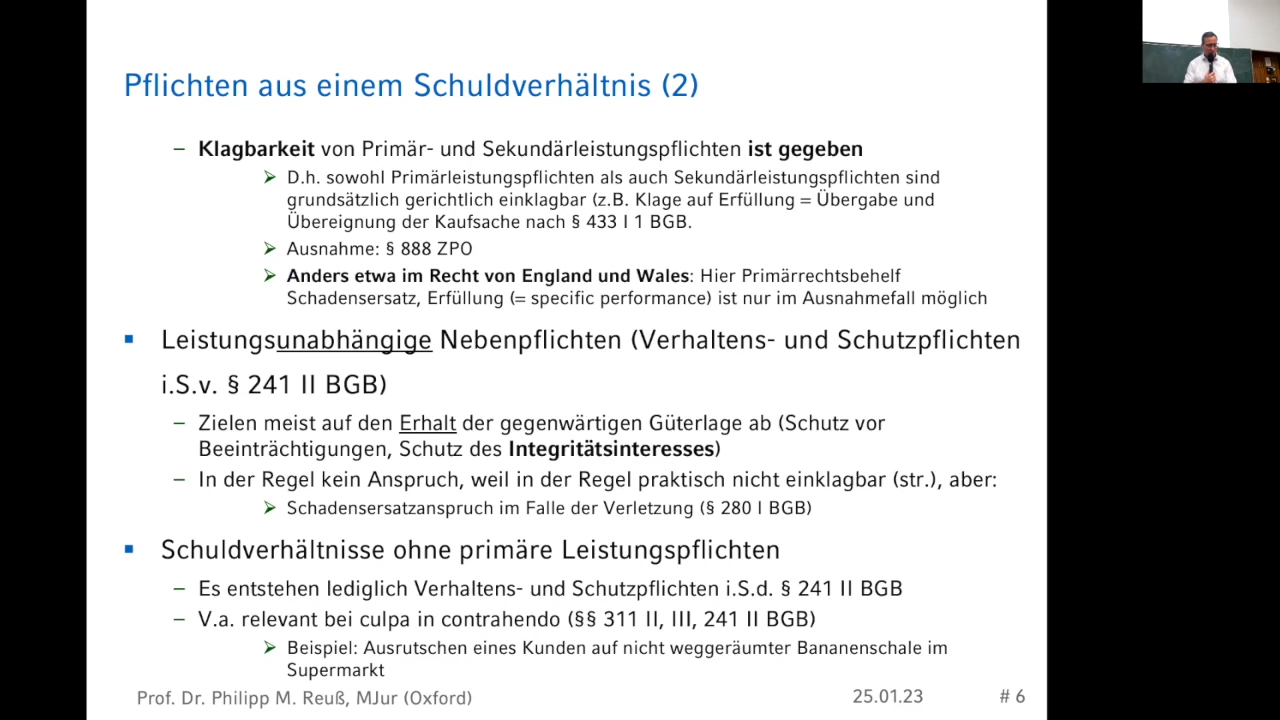 Pflichten aus einem Schuldverhältnis (2)
– Klagbarkeit von Primär- und Sekundärleistungspflichten ist gegeben
➢ D.h. sowohl Primärleistungspflichten als auch Sekundärleistungspflichten sind
grundsätzlich gerichtlich einklagbar (z.B. Klage auf Erfüllung = Übergabe und
Übereignung der Kaufsache nach § 433 I 1 BGB.
➢ Ausnahme: § 888 ZPO
➢ Anders etwa im Recht von England und Wales: Hier Primärrechtsbehelf
Schadensersatz, Erfüllung (= specific performance) ist nur im Ausnahmefall möglich
▪ Leistungsunabhängige Nebenpflichten (Verhaltens- und Schutzpflichten
i.S.v. § 241 II BGB)
– Zielen meist auf den Erhalt der gegenwärtigen Güterlage ab (Schutz vor
Beeinträchtigungen, Schutz des Integritätsinteresses)
– In der Regel kein Anspruch, weil in der Regel praktisch nicht einklagbar (str.), aber:
➢ Schadensersatzanspruch im Falle der Verletzung (§ 280 I BGB)
▪ Schuldverhältnisse ohne primäre Leistungspflichten
– Es entstehen lediglich Verhaltens- und Schutzpflichten i.S.d. § 241 II BGB
– V.a. relevant bei culpa in contrahendo (§§ 311 II, III, 241 II BGB)
➢ Beispiel: Ausrutschen eines Kunden auf nicht weggeräumter Bananenschale im
Supermarkt
Prof. Dr. Philipp M. Reuß, MJur (Oxford) 25.01.23 # 6